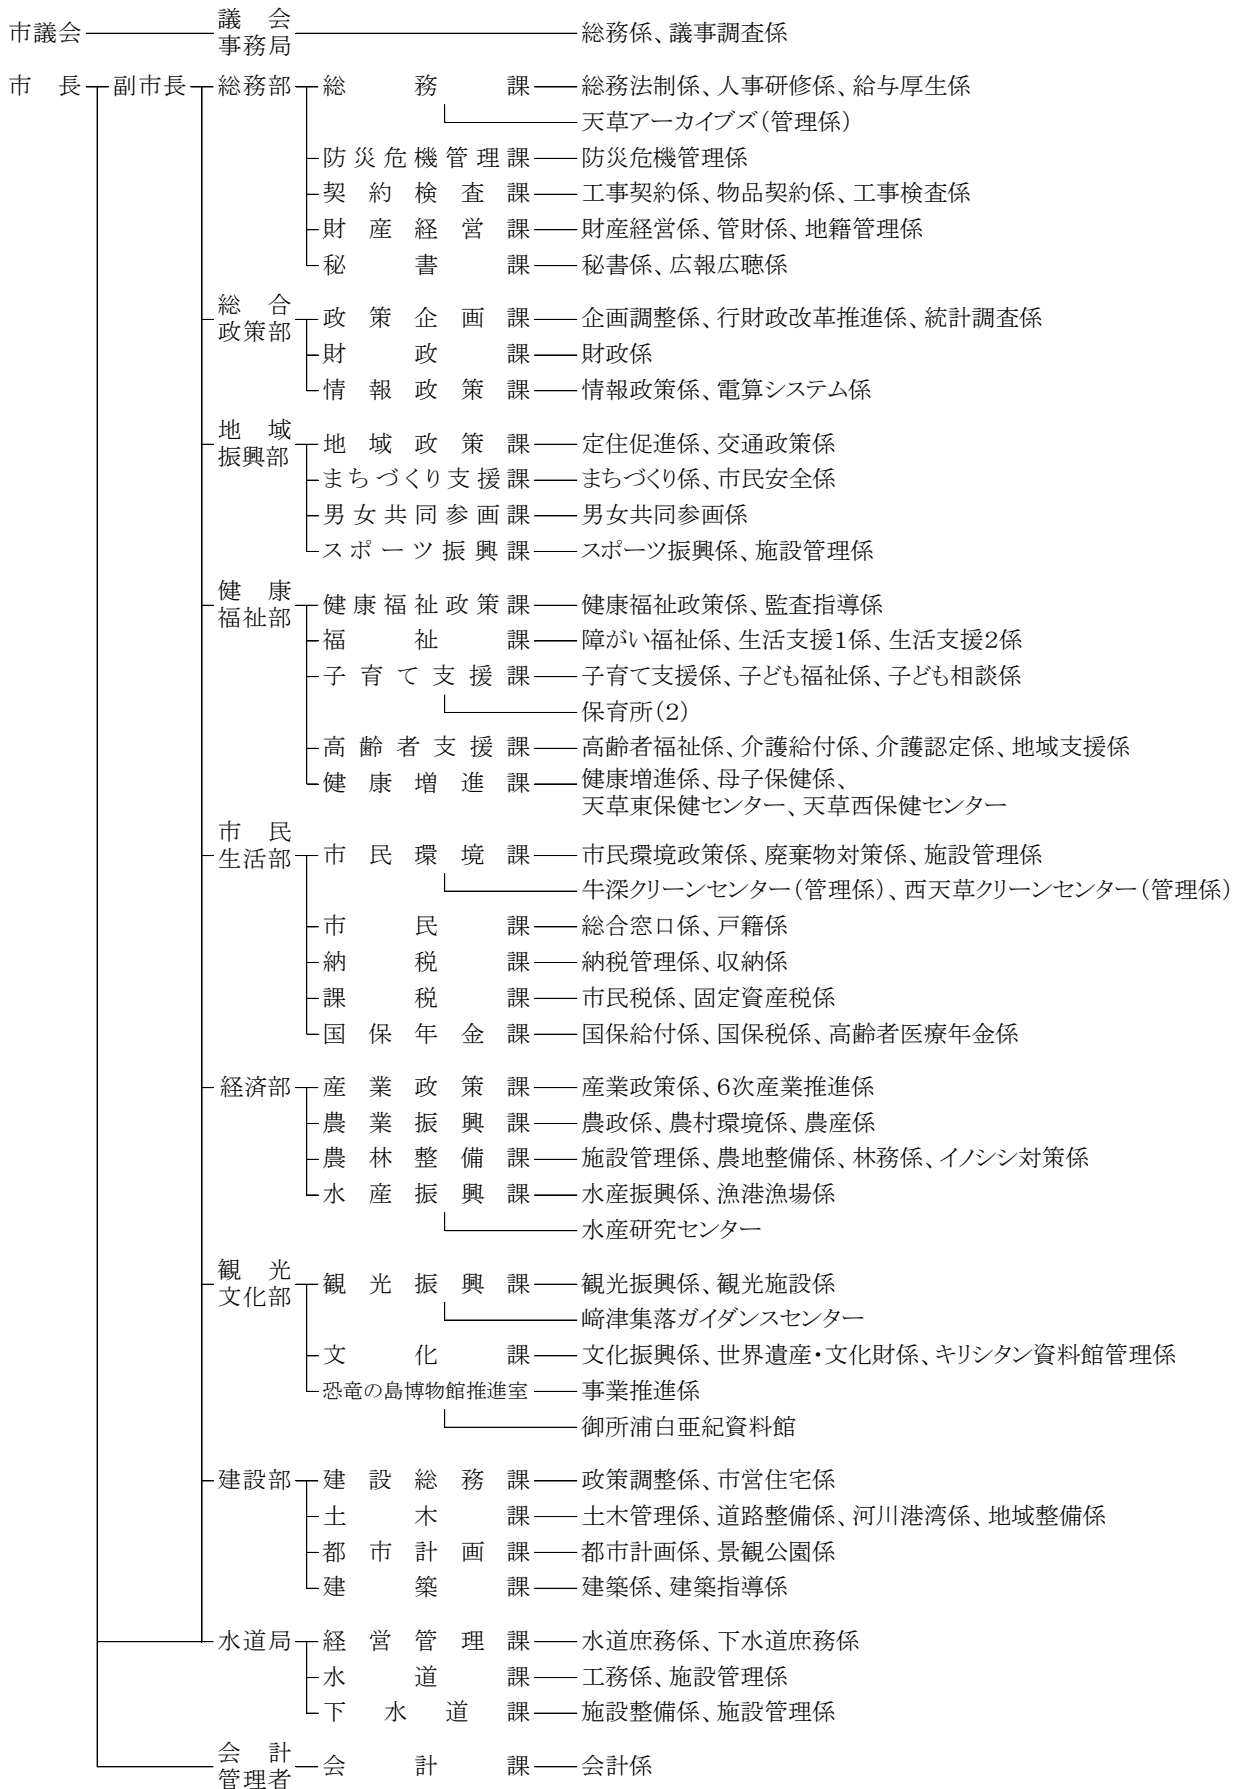 市議会 議会事務局 総務係、議事調査係
市長 副市長 総務部 総務課 総務法制係、人事研修係、給与厚生係
天草アーカイブズ（管理係）
防災危機管理課 防災危機管理係
契約検査課 工事契約係、物品契約係、工事検査係
財産経営課 財産経営係、管財係、地籍管理係
秘書課 秘書係、広報広聴係
総合政策部 政策企画課 企画調整係、行財政改革推進係、統計調査係
財政課 財政係
情報政策課 情報政策係、電算システム係
地域振興部 地域政策課 定住促進係、交通政策係
まちづくり支援課 まちづくり係、市民安全係
男女共同参画課 男女共同参画係
スポーツ振興課 スポーツ振興係、施設管理係
健康福祉部 健康福祉政策課 健康福祉政策係、監査指導係
福祉課 障がい福祉係、生活支援1係、生活支援2係
子育て支援課 子育て支援係、子ども福祉係、子ども相談係
保育所（2）
高齢者支援課 高齢者福祉係、介護給付係、介護認定係、地域支援係
健康増進課 健康増進係、母子保健係、
天草東保健センター、天草西保健センター
市民生活部 市民環境課 市民環境政策係、廃棄物対策係、施設管理係
牛深クリーンセンター（管理係）、西天草クリーンセンター（管理係）
市民課 総合窓口係、戸籍係
納税課 納税管理係、収納係
課税課 市民税係、固定資産税係
国保年金課 国保給付係、国保税係、高齢者医療年金係
経済部 産業政策課 産業政策係、6次産業推進係
農業振興課 農政係、農村環境係、農産係
農林整備課 施設管理係、農地整備係、林務係、イノシシ対策係
水産振興課 水産振興係、漁港漁場係
水産研究センター
観光文化部 観光振興課 観光振興係、観光施設係
﨑津集落ガイダンスセンター
文化課 文化振興係、世界遺産・文化財係、キリシタン資料館管理係
恐竜の島博物館推進室 事業推進係
御所浦白亜紀資料館
建設部 建設総務課 政策調整係、市営住宅係
土木課 土木管理係、道路整備係、河川港湾係、地域整備係
都市計画課 都市計画係、景観公園係
建築課 建築係、建築指導係
水道局 経営管理課 水道庶務係、下水道庶務係
水道課 工務係、施設管理係
下水道課 施設整備係、施設管理係
会計管理者 会計課 会計係